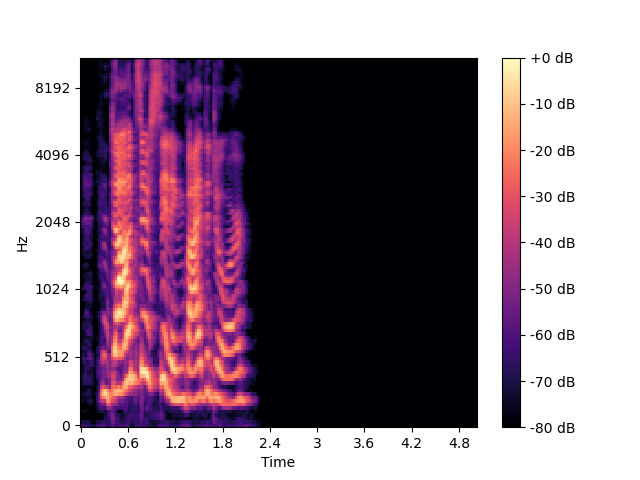 8192
4096
2048
1024
512
0
Hz
0 0.6 1.2 1.8 2.4 3 3.6 4.2 4.8
Time
+0 dB
-10 dB
-20 dB
-30 dB
-40 dB
-50 dB
-60 dB
-70 dB
-80 dB